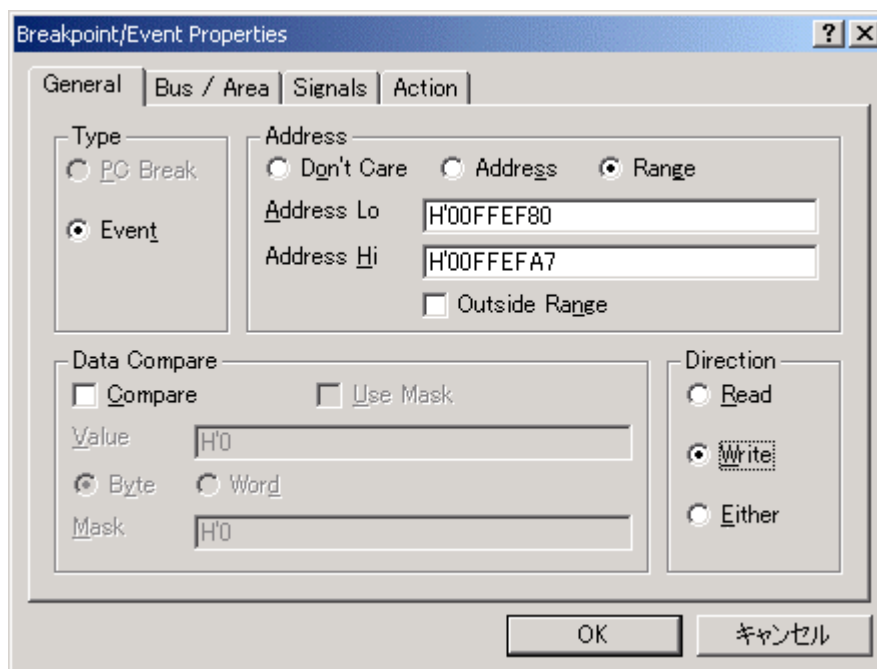 Breakpoint/Event Properties
General Bus / Area Signals Action
Type
PC Break
Event
Address
Don't Care Address Range
Address Lo H'00FFEF80
Address Hi H'00FFEFA7
Outside Range
Data Compare
Compare Use Mask
Value H'0
Byte Word
Mask H'0
Direction
Read
Write
Either
OK キャンセル